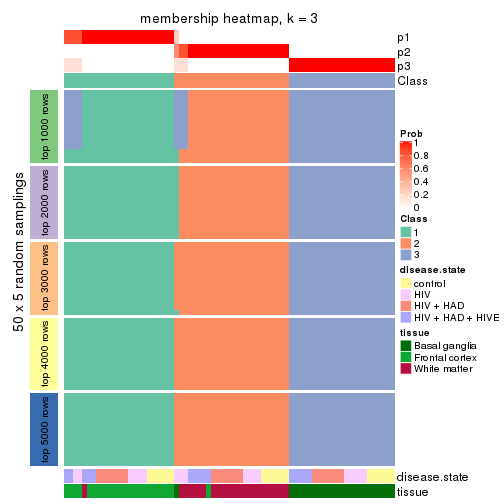 membership heatmap, k = 3
p1
p2
p3
Class
50 x 5 random samplings
top 1000 rows
top 2000 rows
top 3000 rows
top 4000 rows
top 5000 rows
disease.state
tissue
Prob
1
0.8
0.6
0.4
0.2
0
Class
1
2
3
disease.state
control
HIV
HIV + HAD
HIV + HAD + HIVE
tissue
Basal ganglia
Frontal cortex
White matter